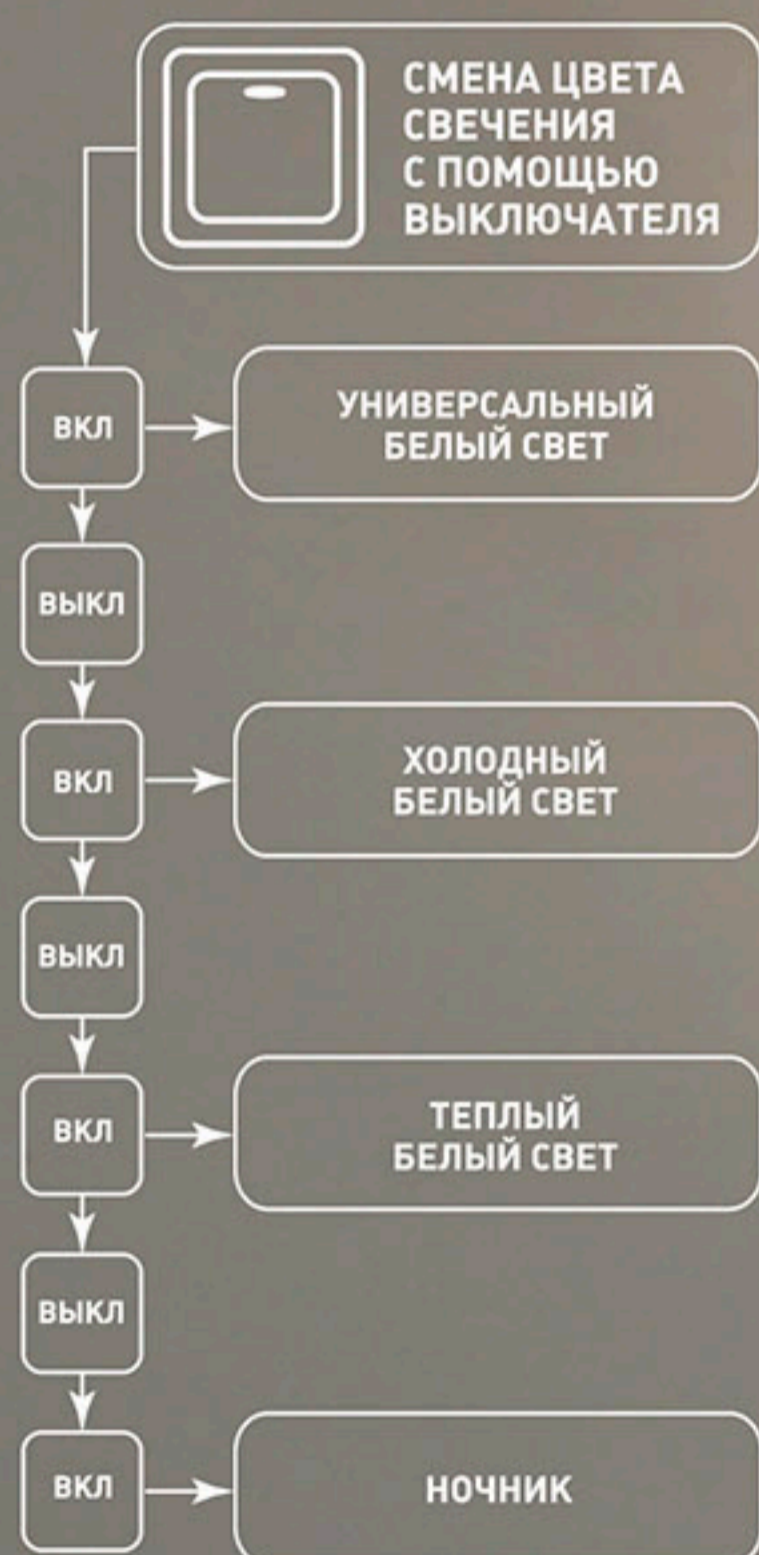 СМЕНА ЦВЕТА
СВЕЧЕНИЯ
С ПОМОЩЬЮ
ВЫКЛЮЧАТЕЛЯ
ВКЛ
УНИВЕРСАЛЬНЫЙ
БЕЛЫЙ СВЕТ
ВЫКЛ
ВКЛ
ХОЛОДНЫЙ
БЕЛЫЙ СВЕТ
ВЫКЛ
ВКЛ
ТЕПЛЫЙ
БЕЛЫЙ СВЕТ
ВЫКЛ
ВКЛ
НОЧНИК